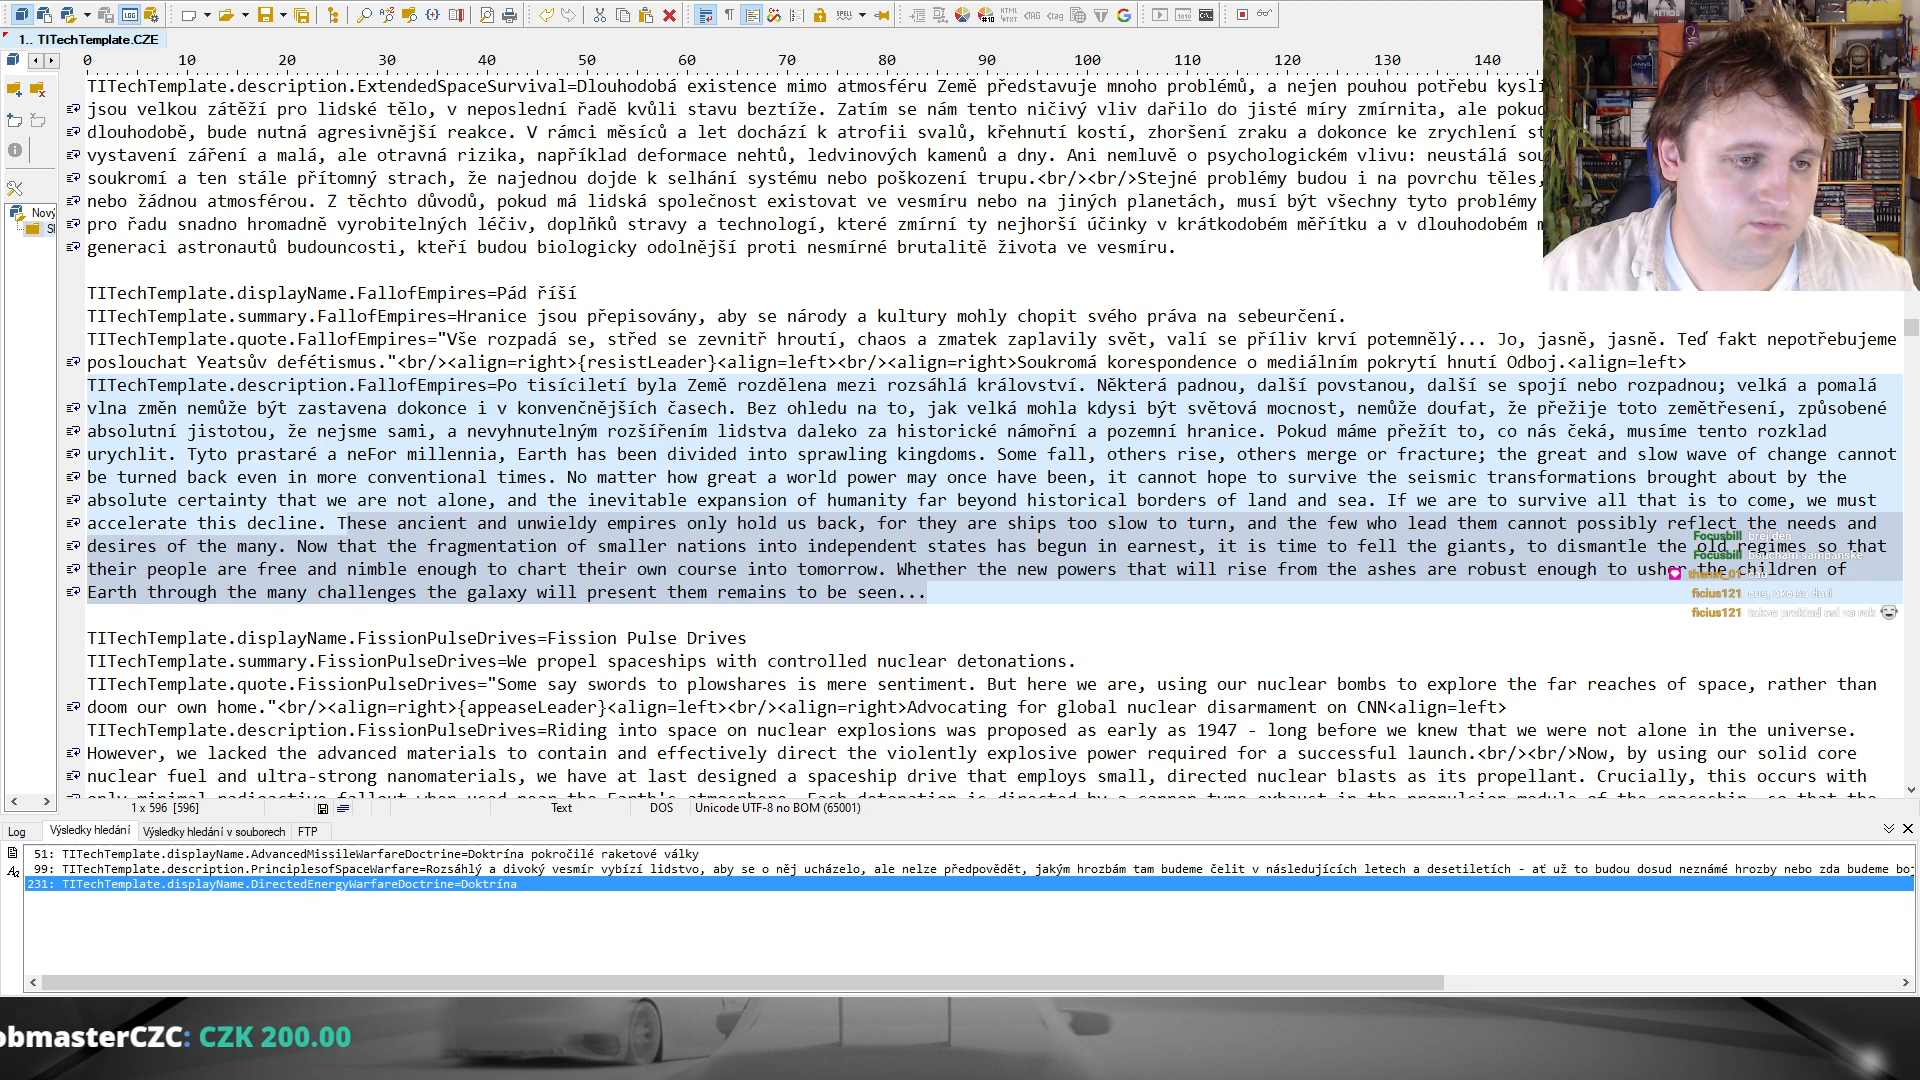 1.. TITechTemplate.CZE
0 10 20 30 40 50 60 70 80 90 100 110 120 130 140
TITechTemplate.description.ExtendedSpaceSurvival=Dlouhodobá existence mimo atmosféru Země představuje mnoho problémů, a nejen pouhou potřebu kyslí
jsou velkou zátěží pro lidské tělo, v neposlední řadě kvůli stavu beztíže. Zatím se nám tento ničivý vliv dařilo do jisté míry zmírnita, ale pokud
dlouhodobě, bude nutná agresivnější reakce. V rámci měsíců a let dochází k atrofii svalů, křehnutí kostí, zhoršení zraku a dokonce ke zrychlení st
vystavení záření a malá, ale otravná rizika, například deformace nehtů, ledvinových kamenů a dny. Ani nemluvě o psychologickém vlivu: neustálá sou
soukromí a ten stále přítomný strach, že najednou dojde k selhání systému nebo poškození trupu.<br/><br/>Stejné problémy budou i na povrchu těles,
nebo žádnou atmosférou. Z těchto důvodů, pokud má lidská společnost existovat ve vesmíru nebo na jiných planetách, musí být všechny tyto problémy
pro řadu snadno hromadně vyrobitelných léčiv, doplňků stravy a technologí, které zmírní ty nejhorší účinky v krátkodobém měřítku a v dlouhodobém m
generaci astronautů budoucnosti, kteří budou biologicky odolnější proti nesmírné brutalitě života ve vesmíru.
TITechTemplate.displayName.FallofEmpires=Pád říší
TITechTemplate.summary.FallofEmpires=Hranice jsou přepisovány, aby se národy a kultury mohly chopit svého práva na sebeurčení.
TITechTemplate.quote.FallofEmpires="Vše rozpadá se, střed se zevnitř hroutí, chaos a zmatek zaplavily svět, valí se příliv krví potemnělý... Jo, jasně, jasně. Teď fakt nepotřebujeme
poslouchat Yeatsův defétismus."<br/><align=right>{resistLeader}<align=left><br/><align=right>Soukromá korespondence o mediálním pokrytí hnutí Odboj.<align=left>
TITechTemplate.description.FallofEmpires=Po tisíciletí byla Země rozdělena mezi rozsáhlá království. Některá padnou, další povstanou, další se spojí nebo rozpadnou; velká a pomalá
vlna změn nemůže být zastavena dokonce i v konvenčnějších časech. Bez ohledu na to, jak velká mohla kdysi být světová mocnost, nemůže doufat, že přežije toto zemětřesení, způsobené
absolutní jistotou, že nejsme sami, a nevyhnutelným rozšířením lidstva daleko za historické námořní a pozemní hranice. Pokud máme přežít to, co nás čeká, musíme tento rozklad
urychlit. Tyto prastaré a neFor millennia, Earth has been divided into sprawling kingdoms. Some fall, others rise, others merge or fracture; the great and slow wave of change cannot
be turned back even in more conventional times. No matter how great a world power may once have been, it cannot hope to survive the seismic transformations brought about by the
absolute certainty that we are not alone, and the inevitable expansion of humanity far beyond historical borders of land and sea. If we are to survive all that is to come, we must
accelerate this decline. These ancient and unwieldy empires only hold us back, for they are ships too slow to turn, and the few who lead them cannot possibly reflect the needs and
desires of the many. Now that the fragmentation of smaller nations into independent states has begun in earnest, it is time to fell the giants, to dismantle the old regimes so that
their people are free and nimble enough to chart their own course into tomorrow. Whether the new powers that will rise from the ashes are robust enough to usher the children of
Earth through the many challenges the galaxy will present them remains to be seen...
Focusbill brej den
Focusbill boucham sampanske
ficius121
ficius121
TITechTemplate.displayName.FissionPulseDrives=Fission Pulse Drives
TITechTemplate.summary.FissionPulseDrives=We propel spaceships with controlled nuclear detonations.
TITechTemplate.quote.FissionPulseDrives="Some say swords to plowshares is mere sentiment. But here we are, using our nuclear bombs to explore the far reaches of space, rather than
doom our own home."<br/><align=right>{appeaseLeader}<align=left><br/><align=right>Advocating for global nuclear disarmament on CNN<align=left>
TITechTemplate.description.FissionPulseDrives=Riding into space on nuclear explosions was proposed as early as 1947 - long before we knew that we were not alone in the universe.
However, we lacked the advanced materials to contain and effectively direct the violently explosive power required for a successful launch.<br/><br/>Now, by using our solid core
nuclear fuel and ultra-strong nanomaterials, we have at last designed a spaceship drive that employs small, directed nuclear blasts as its propellant. Crucially, this occurs with
Nový
1 x 596 [596] Text DOS Unicode UTF-8 no BOM (65001)
Log Výsledky hledání Výsledky hledání v souborech FTP
51: TITechTemplate.displayName.AdvancedMissileWarfareDoctrine=Doktrína pokročilé raketové války
99: TITechTemplate.description.PrinciplesofSpaceWarfare=Rozsáhlý a divoký vesmír vybízí lidstvo, aby se o něj ucházelo, ale nelze předpovědět, jakým hrozbám tam budeme čelit v následujících letech a desetiletích - ať už to budou dosud neznámé hrozby nebo zda budeme bo
231: TITechTemplate.displayName.DirectedEnergyWarfareDoctrine=Doktrína
obmasterCZC: CZK 200.00